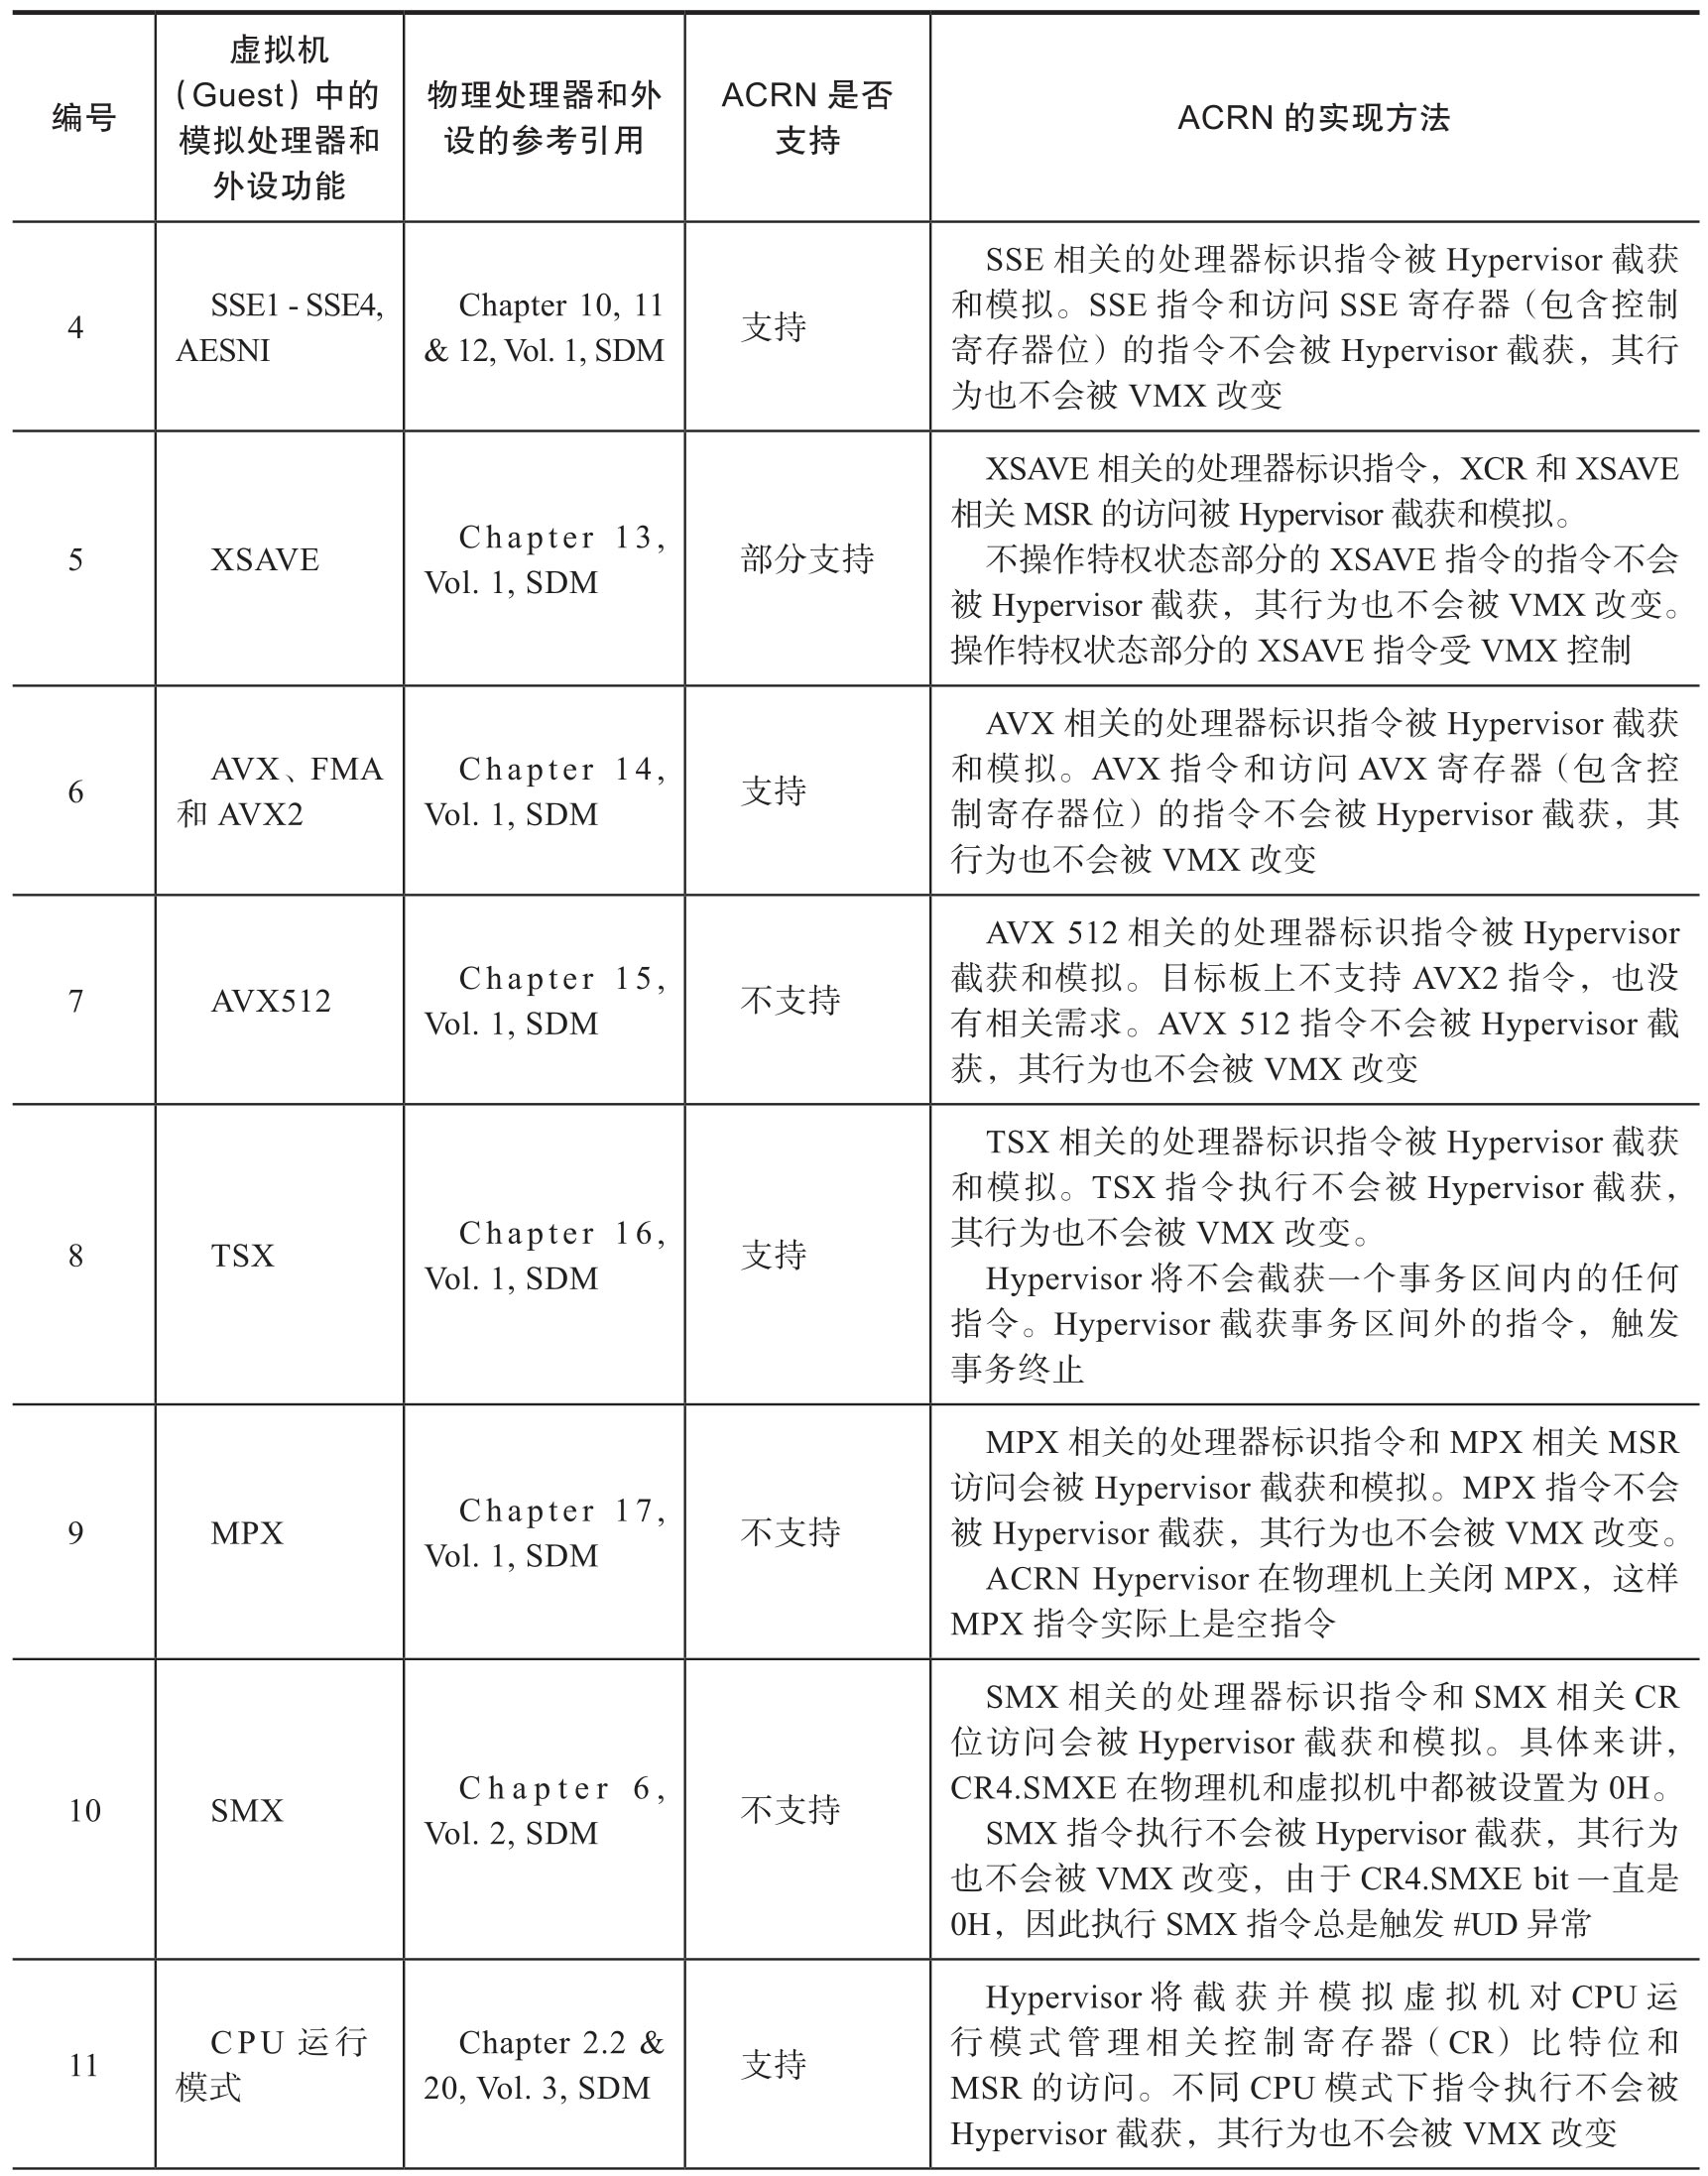 编号
虚拟机
（Guest）中的
模拟处理器和
外设功能
物理处理器和外
设的参考引用
ACRN 是否
支持
ACRN 的实现方法
4
SSE1 - SSE4,
AESNI
Chapter 10, 11
& 12, Vol. 1, SDM
支持
SSE 相关的处理器标识指令被 Hypervisor 截获
和模拟。SSE 指令和访问 SSE 寄存器（包含控制
寄存器位）的指令不会被 Hypervisor 截获，其行
为也不会被 VMX 改变
5
XSAVE
Chapter 13,
Vol. 1, SDM
部分支持
XSAVE 相关的处理器标识指令，XCR 和 XSAVE
相关 MSR 的访问被 Hypervisor 截获和模拟。
不操作特权状态部分的 XSAVE 指令的指令不会
被 Hypervisor 截获，其行为也不会被 VMX 改变。
操作特权状态部分的 XSAVE 指令受 VMX 控制
6
AVX、FMA
和 AVX2
Chapter 14,
Vol. 1, SDM
支持
AVX 相关的处理器标识指令被 Hypervisor 截获
和模拟。AVX 指令和访问 AVX 寄存器（包含控
制寄存器位）的指令不会被 Hypervisor 截获，其
行为也不会被 VMX 改变
7
AVX512
Chapter 15,
Vol. 1, SDM
不支持
AVX 512 相关的处理器标识指令被 Hypervisor
截获和模拟。目标板上不支持 AVX2 指令，也没
有相关需求。AVX 512 指令不会被 Hypervisor 截
获，其行为也不会被 VMX 改变
8
TSX
Chapter 16,
Vol. 1, SDM
支持
TSX 相关的处理器标识指令被 Hypervisor 截获
和模拟。TSX 指令执行不会被 Hypervisor 截获，
其行为也不会被 VMX 改变。
Hypervisor 将不会截获一个事务区间内的任何
指令。Hypervisor 截获事务区间外的指令，触发
事务终止
9
MPX
Chapter 17,
Vol. 1, SDM
不支持
MPX 相关的处理器标识指令和 MPX 相关 MSR
访问会被 Hypervisor 截获和模拟。MPX 指令不会
被 Hypervisor 截获，其行为也不会被 VMX 改变。
ACRN Hypervisor 在物理机上关闭 MPX，这样
MPX 指令实际上是空指令
10
SMX
Chapter 6,
Vol. 2, SDM
不支持
SMX 相关的处理器标识指令和 SMX 相关 CR
位访问会被 Hypervisor 截获和模拟。具体来讲，
CR4.SMXE 在物理机和虚拟机中都被设置为 0H。
SMX 指令执行不会被 Hypervisor 截获，其行为
也不会被 VMX 改变，由于 CR4.SMXE bit 一直是
0H，因此执行 SMX 指令总是触发 #UD 异常
11
CPU 运行
模式
Chapter 2.2 &
20, Vol. 3, SDM
支持
Hypervisor 将截获并模拟虚拟机对 CPU 运
行模式管理相关控制寄存器（CR）比特位和
MSR 的访问。不同 CPU 模式下指令执行不会被
Hypervisor 截获，其行为也不会被 VMX 改变